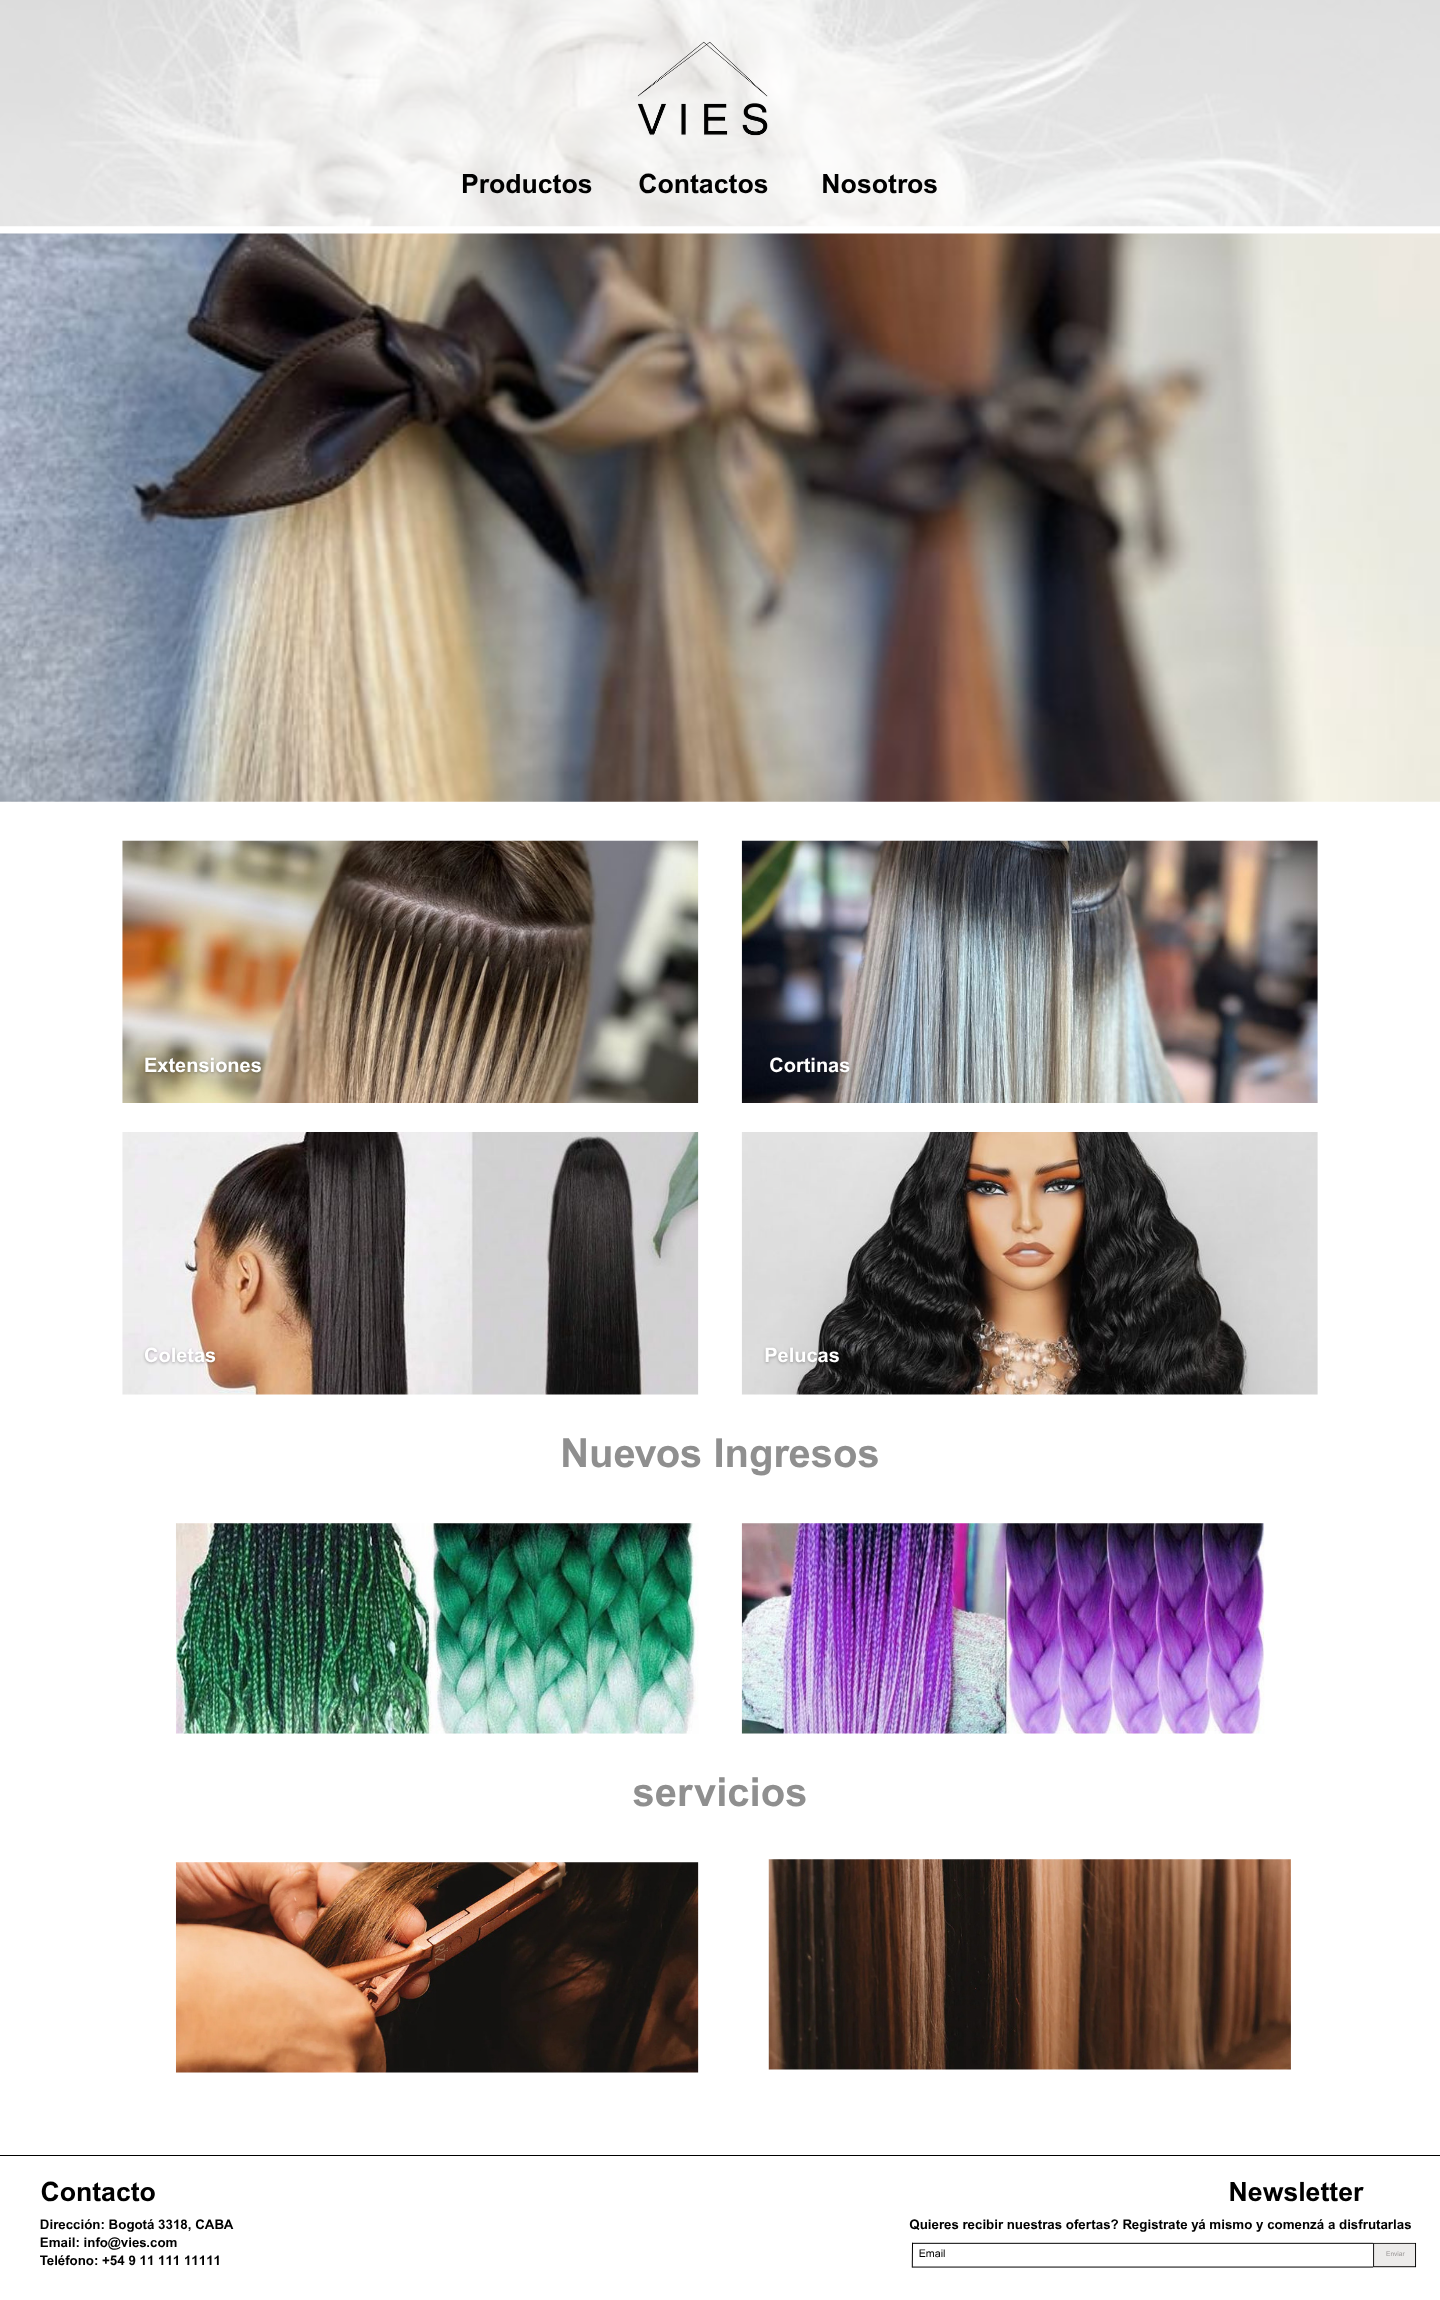 VIES
Productos Contactos Nosotros
Extensiones
Cortinas
Coletas
Pelucas
Nuevos Ingresos
servicios
Contacto
Dirección: Bogotá 3318, CABA
Email: info@vies.com
Teléfono: +54 9 11 111 11111
Newsletter
Quieres recibir nuestras ofertas? Registrate yá mismo y comenzá a disfrutarlas
Email
Enviar